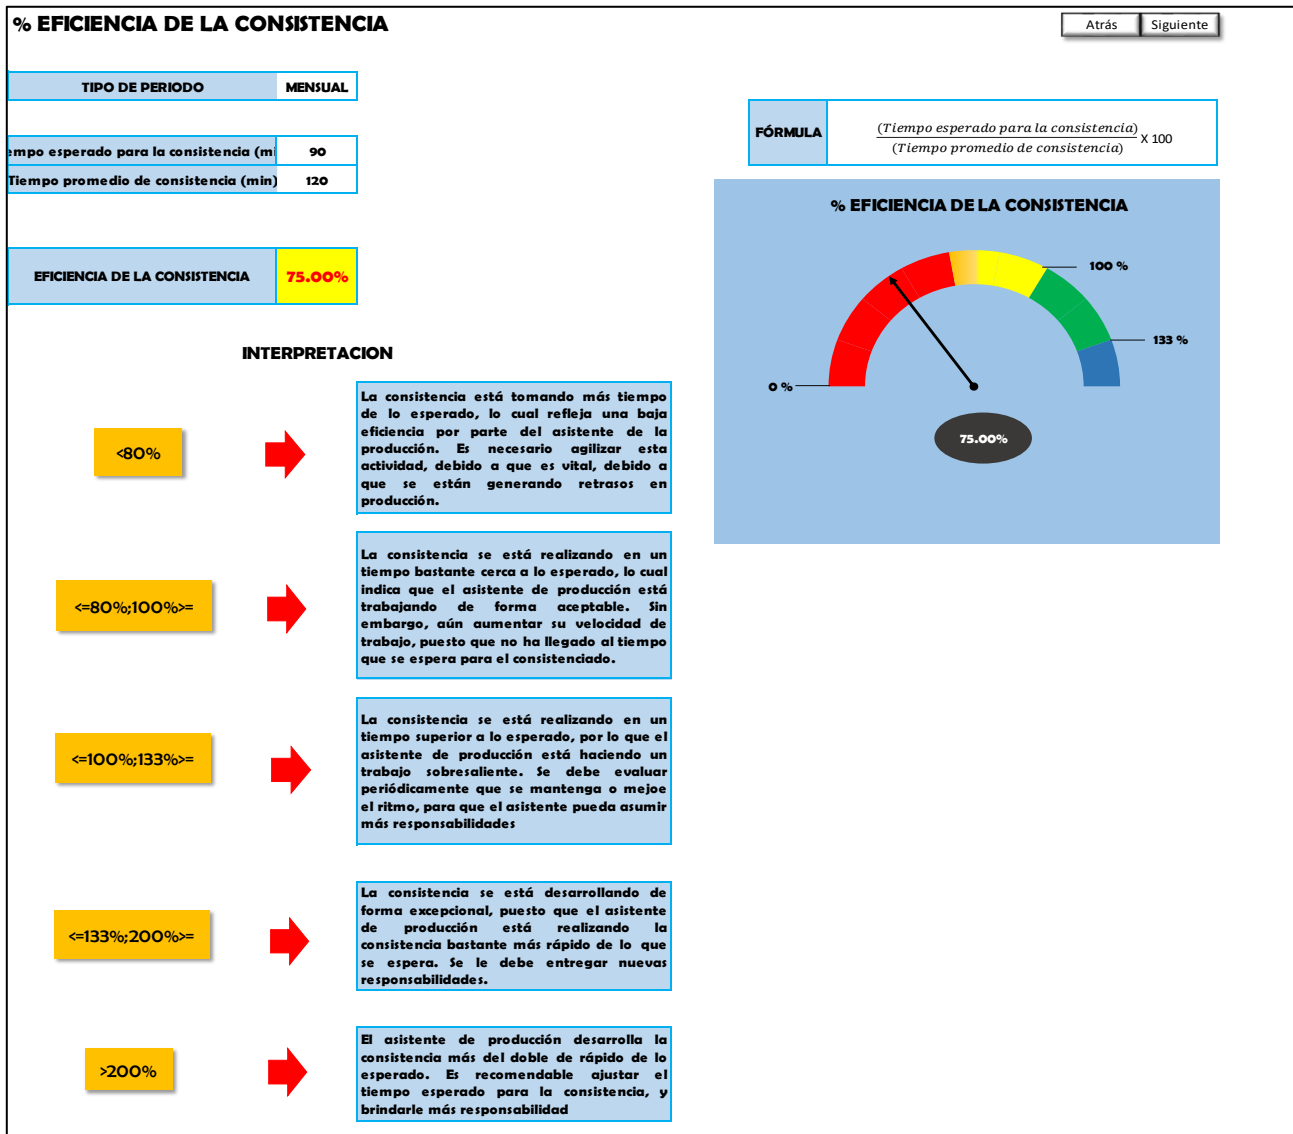 % EFICIENCIA DE LA CONSISTENCIA
Atrás Siguiente
TIPO DE PERIODO MENSUAL
empo esperado para la consistencia (mi 90
Tiempo promedio de consistencia (min) 120
EFICIENCIA DE LA CONSISTENCIA 75.00%
FÓRMULA
(Tiempo esperado para la consistencia)
(Tiempo promedio de consistencia)
X 100
% EFICIENCIA DE LA CONSISTENCIA
100 %
133 %
0 %
75.00%
INTERPRETACION
<80%
La consistencia está tomando más tiempo
de lo esperado, lo cual refleja una baja
eficiencia por parte del asistente de la
producción. Es necesario agilizar esta
actividad, debido a que es vital, debido a
que se están generando retrasos en
producción.
<=80%;100%>=
La consistencia se está realizando en un
tiempo bastante cerca a lo esperado, lo cual
indica que el asistente de producción está
trabajando de forma aceptable. Sin
embargo, aún aumentar su velocidad de
trabajo, puesto que no ha llegado al tiempo
que se espera para el consistenciado.
<=100%;133%>=
La consistencia se está realizando en un
tiempo superior a lo esperado, por lo que el
asistente de producción está haciendo un
trabajo sobresaliente. Se debe evaluar
periódicamente que se mantenga o mejoe
el ritmo, para que el asistente pueda asumir
más responsabilidades
<=133%;200%>=
La consistencia se está desarrollando de
forma excepcional, puesto que el asistente
de producción está realizando la
consistencia bastante más rápido de lo que
se espera. Se le debe entregar nuevas
responsabilidades.
>200%
El asistente de producción desarrolla la
consistencia más del doble de rápido de lo
esperado. Es recomendable ajustar el
tiempo esperado para la consistencia, y
brindarle más responsabilidad